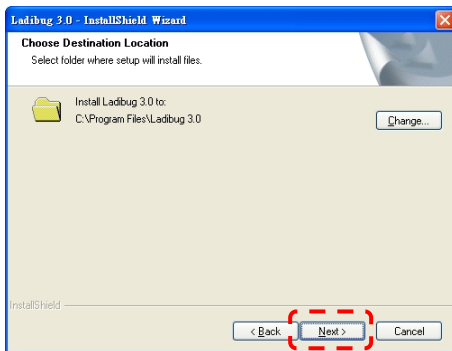 Ladibug 3.0 - InstallShield Wizard
Choose Destination Location
Select folder where setup will install files.
Install Ladibug 3.0 to:
C:\Program Files\Ladibug 3.0
Change...
InstallShield
< Back
Next >
Cancel